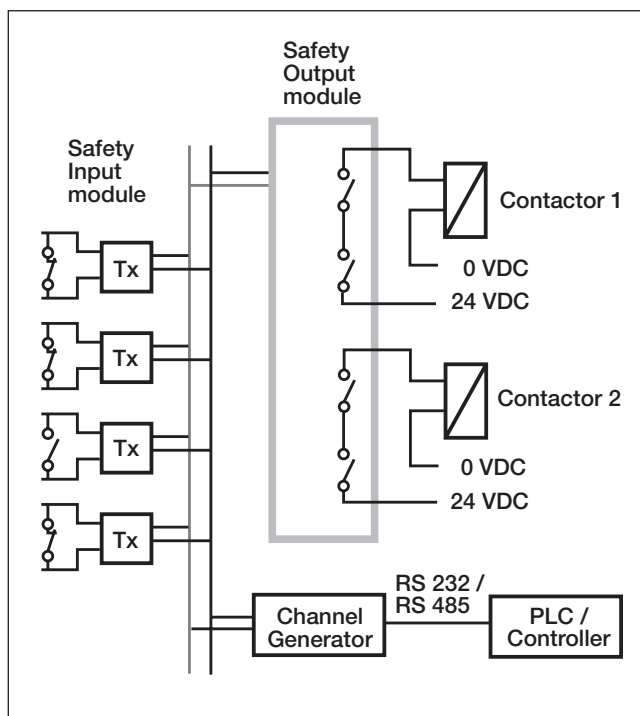 Safety
Output
module
Safety
Input
module
Tx
Tx
Tx
Tx
Contactor 1
0 VDC
24 VDC
Contactor 2
0 VDC
24 VDC
Channel
Generator
RS 232 /
RS 485
PLC /
Controller